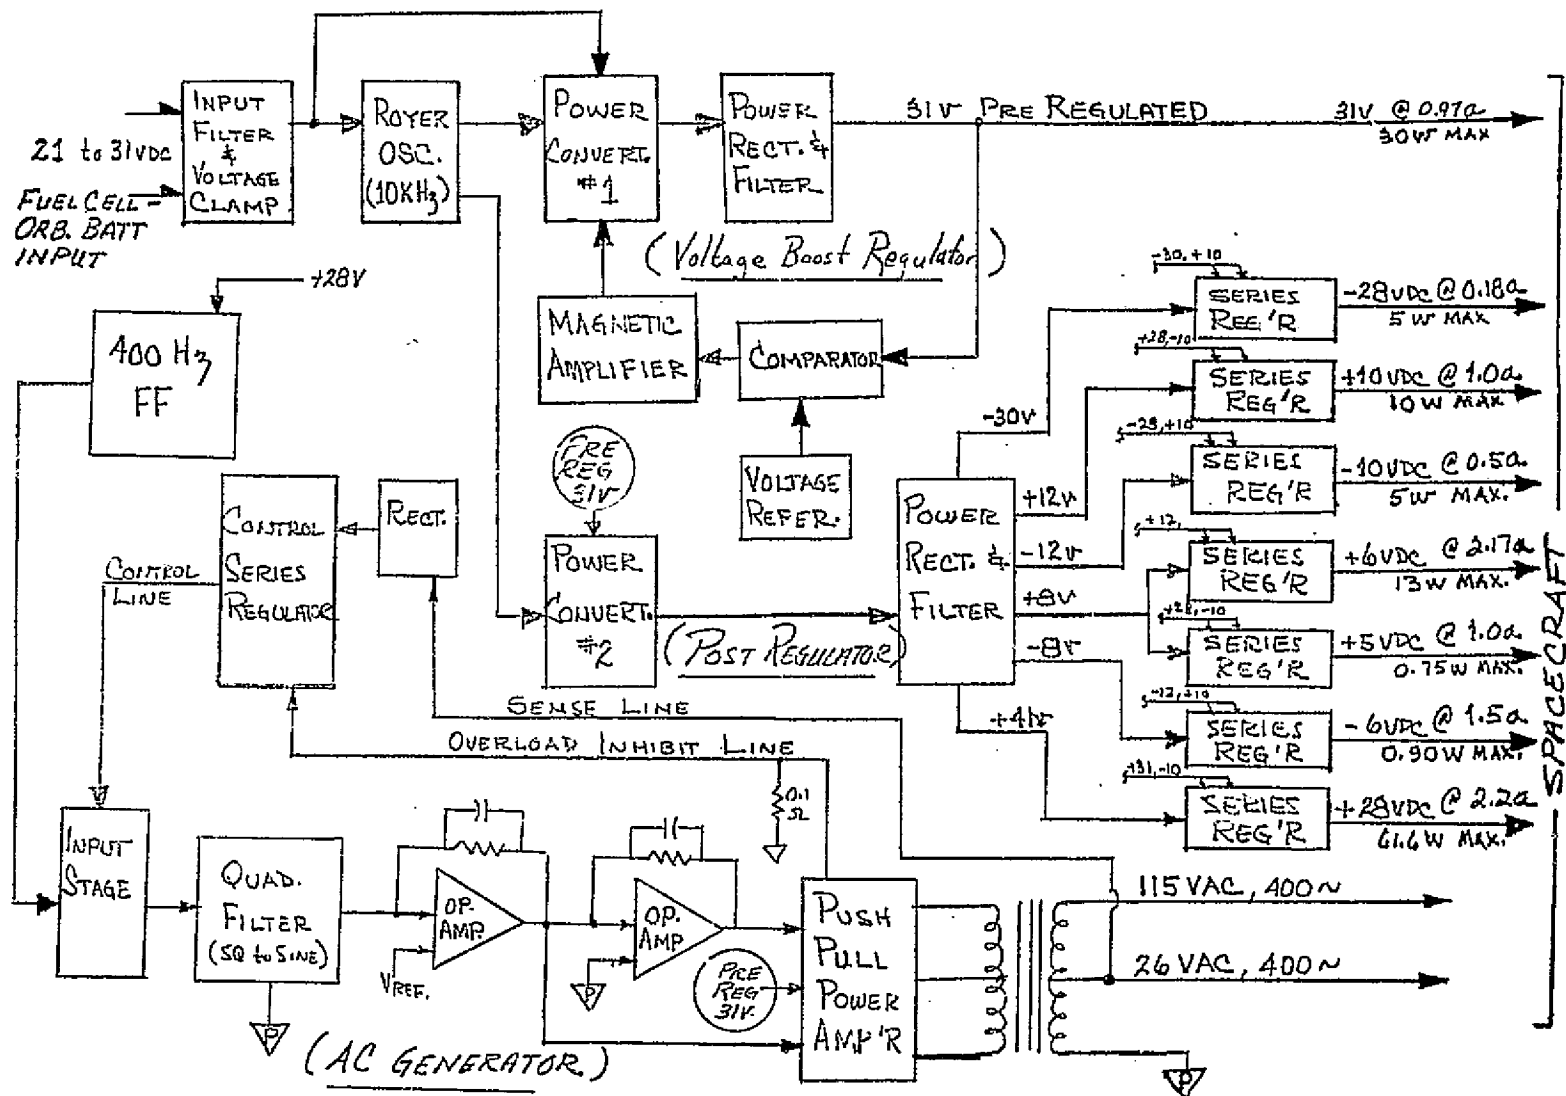 INPUT
FILTER
&
VOLTAGE
CLAMP
21 to 31 VDC
FUEL CELL -
ORB. BATT
INPUT
ROYER
OSC.
(10KHz)
POWER
CONVERT.
#1
POWER
RECT. &
FILTER
31V PRE REGULATED
31V @ 0.97a
30W MAX
(Voltage Boost Regulator)
+28V
400 Hz
FF
MAGNETIC
AMPLIFIER
COMPARATOR
VOLTAGE
REFER.
PRE
REG
31V
CONTROL
SERIES
REGULATOR
RECT.
CONTROL
LINE
POWER
CONVERT.
#2
(POST REGULATOR)
POWER
RECT. &
FILTER
-30V
+12V
-12V
+8V
-8V
+41V
-30, +10
SERIES
REG'R
-28VDC @ 0.18a
5W MAX
+28, -10
SERIES
REG'R
+10VDC @ 1.0a
10W MAX
-28, +10
SERIES
REG'R
-10VDC @ 0.5a
5W MAX.
+12,
SERIES
REG'R
+6VDC @ 2.17a
13W MAX.
+28, -10
SERIES
REG'R
+5VDC @ 1.0a
0.75W MAX.
-12, +10
SERIES
REG'R
-6VDC @ 1.5a
0.90W MAX.
+31, -10
SERIES
REG'R
+28VDC @ 2.2a
61.6W MAX.
SPACECRAFT
SENSE LINE
OVERLOAD INHIBIT LINE
0.1
Ω
INPUT
STAGE
QUAD.
FILTER
(SQ to SINE)
P
OP.
AMP.
VREF.
OP.
AMP
P
PRE
REG
31V.
PUSH
PULL
POWER
AMP'R
115 VAC, 400~
26 VAC, 400~
P
(AC GENERATOR)